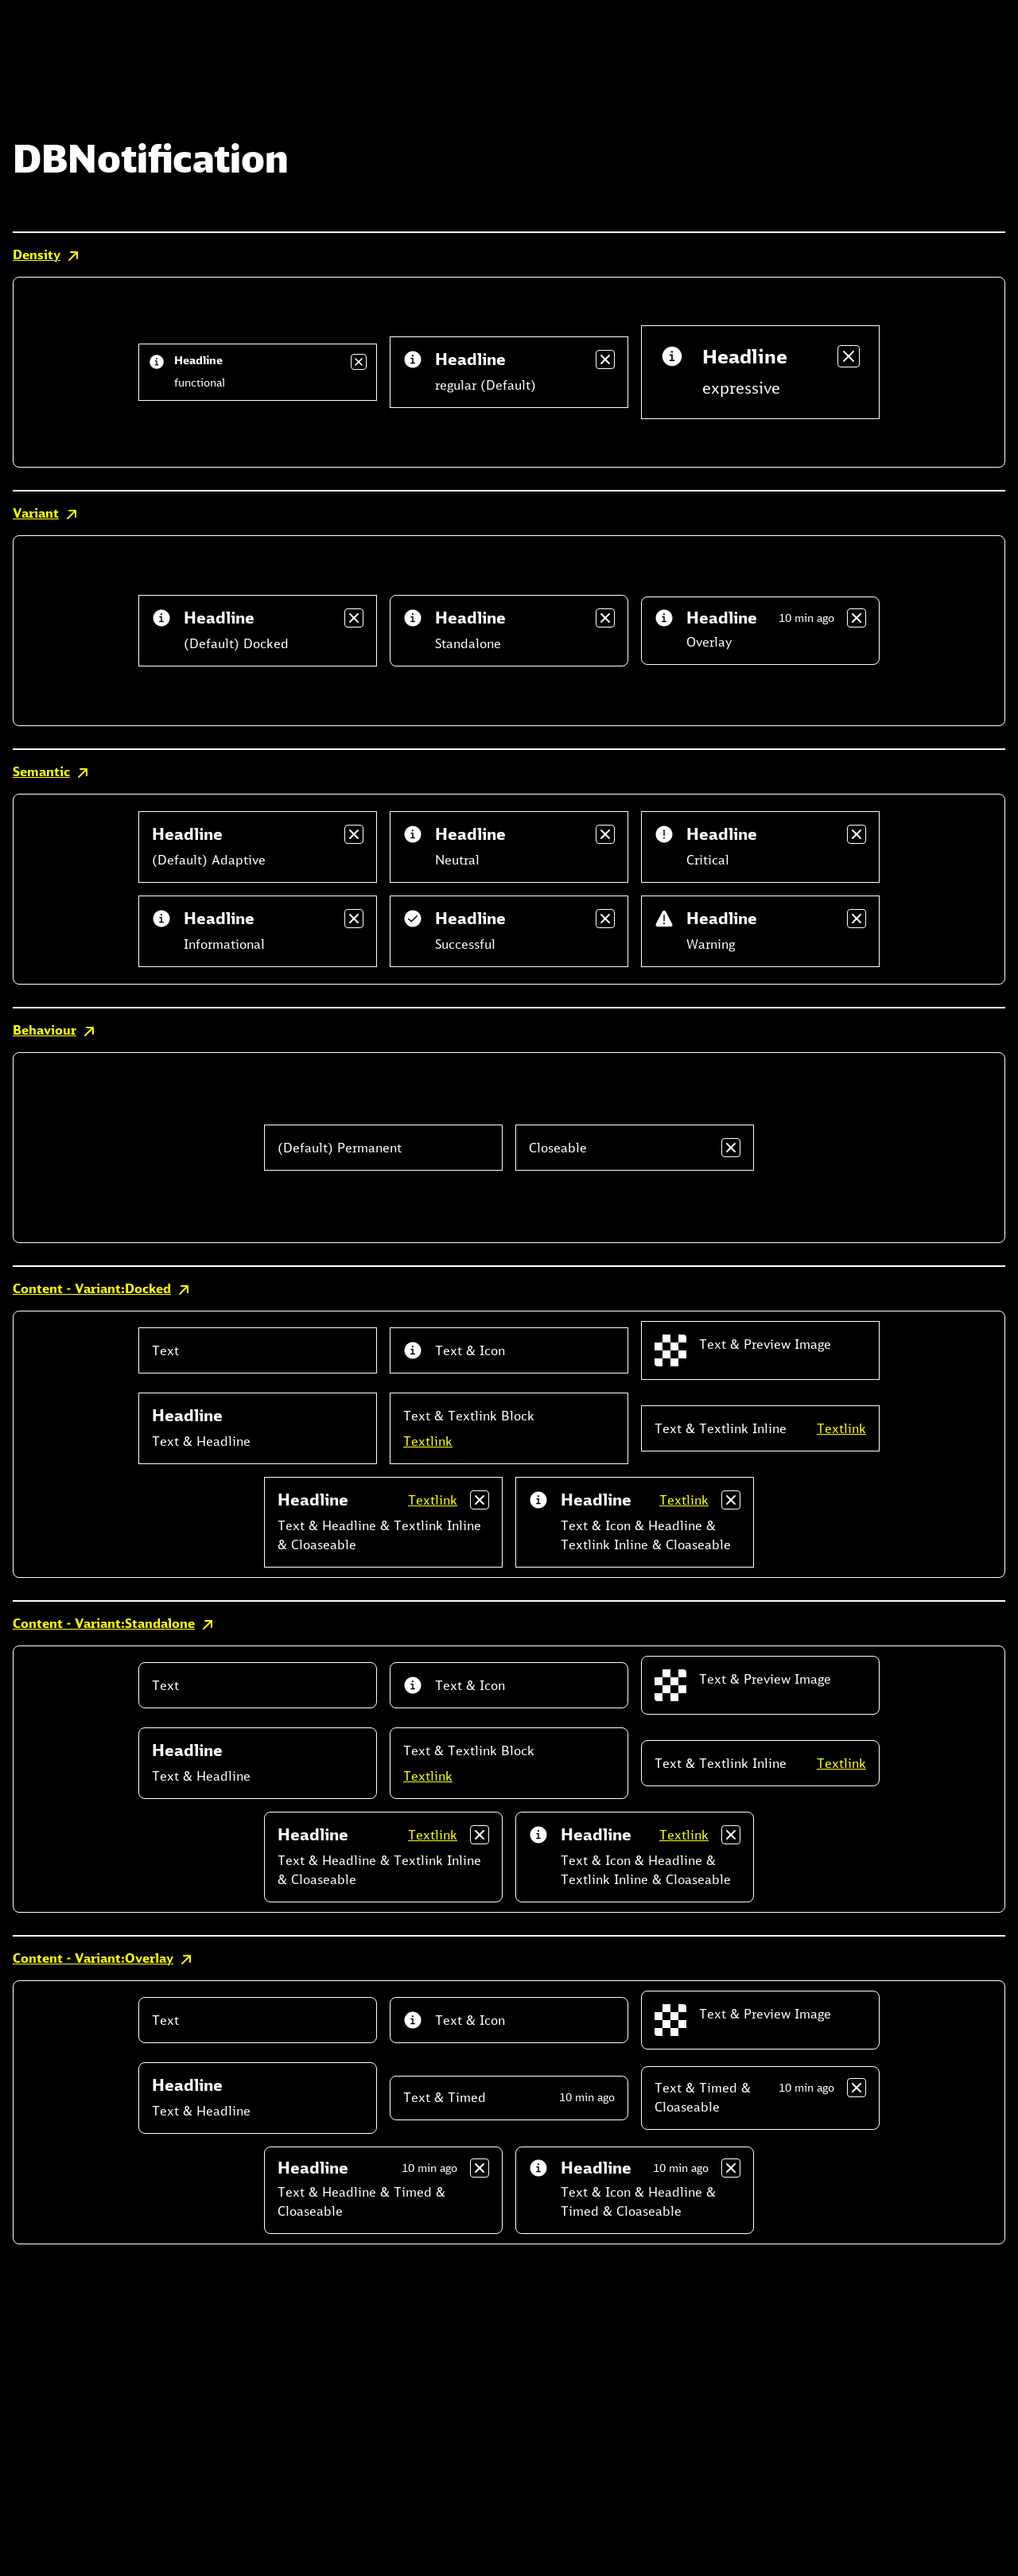 DBNotification
Density
Headline
functional
Headline
regular (Default)
Headline
expressive
Variant
Headline
(Default) Docked
Headline
Standalone
Headline 10 min ago
Overlay
Semantic
Headline
(Default) Adaptive
Headline
Neutral
Headline
Critical
Headline
Informational
Headline
Successful
Headline
Warning
Behaviour
(Default) Permanent
Closeable
Content - Variant:Docked
Text
Text & Icon
Text & Preview Image
Headline
Text & Headline
Text & Textlink Block
Textlink
Text & Textlink Inline Textlink
Headline Textlink
Text & Headline & Textlink Inline
& Cloaseable
Headline Textlink
Text & Icon & Headline &
Textlink Inline & Cloaseable
Content - Variant:Standalone
Text
Text & Icon
Text & Preview Image
Headline
Text & Headline
Text & Textlink Block
Textlink
Text & Textlink Inline Textlink
Headline Textlink
Text & Headline & Textlink Inline
& Cloaseable
Headline Textlink
Text & Icon & Headline &
Textlink Inline & Cloaseable
Content - Variant:Overlay
Text
Text & Icon
Text & Preview Image
Headline
Text & Headline
Text & Timed 10 min ago
Text & Timed & 10 min ago
Cloaseable
Headline 10 min ago
Text & Headline & Timed &
Cloaseable
Headline 10 min ago
Text & Icon & Headline &
Timed & Cloaseable